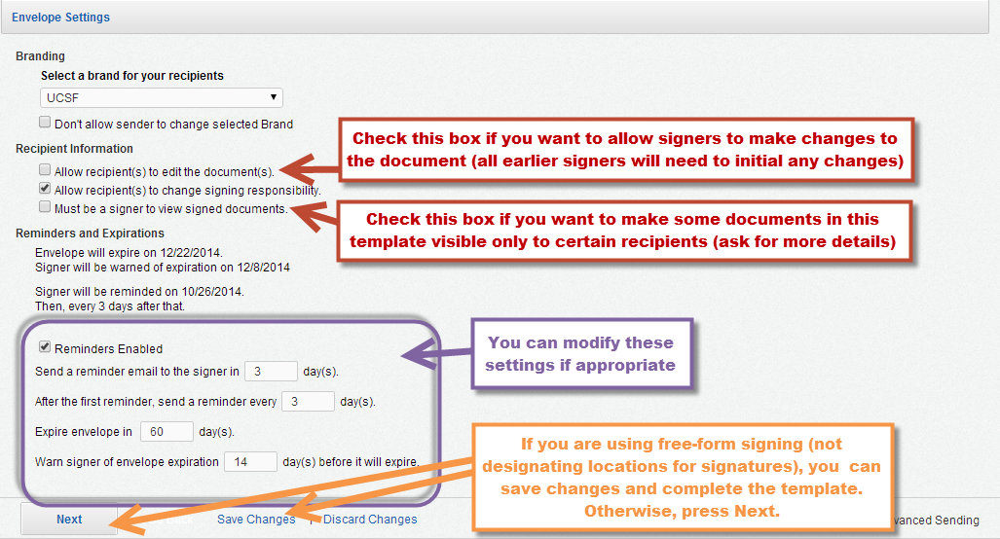 Envelope Settings
Branding
Select a brand for your recipients
UCSF
Don't allow sender to change selected Brand
Recipient Information
Allow recipient(s) to edit the document(s).
Allow recipient(s) to change signing responsibility.
Must be a signer to view signed documents.
Check this box if you want to allow signers to make changes to
the document (all earlier signers will need to initial any changes)
Check this box if you want to make some documents in this
template visible only to certain recipients (ask for more details)
Reminders and Expirations
Envelope will expire on 12/22/2014.
Signer will be warned of expiration on 12/8/2014
Signer will be reminded on 10/26/2014.
Then, every 3 days after that.
Reminders Enabled
Send a reminder email to the signer in 3 day(s).
After the first reminder, send a reminder every 3 day(s).
Expire envelope in 60 day(s).
Warn signer of envelope expiration 14 day(s) before it will expire.
You can modify these
settings if appropriate
If you are using free-form signing (not
designating locations for signatures), you can
save changes and complete the template.
Otherwise, press Next.
Next Save Changes | Discard Changes Sending